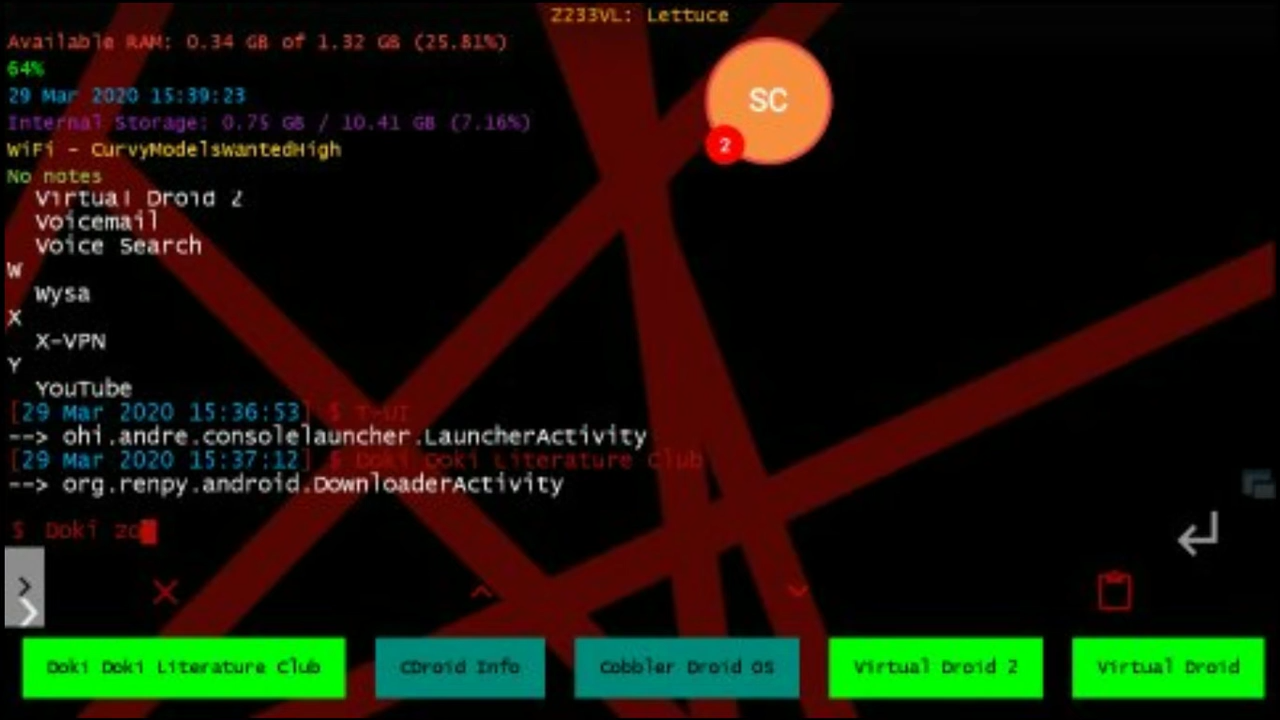 Z233VL: Lettuce
Available RAM: 0.34 GB of 1.32 GB (25.81%)
64%
29 Mar 2020 15:39:23
Internal Storage: 0.75 GB / 10.41 GB (7.16%)
WiFi - CurvyModelsWantedHigh
No notes
SC
2
Virtual Droid 2
Voicemail
Voice Search
W
Wysa
X
X-VPN
Y
YouTube
[29 Mar 2020 15:36:53] $ T-UI
--> ohi.andre.consolelauncher.LauncherActivity
[29 Mar 2020 15:37:12] $ Doki Doki Literature Club
--> org.renpy.android.DownloaderActivity
$ Doki zo
Doki Doki Literature Club
CDroid Info
Cobbler Droid OS
Virtual Droid 2
Virtual Droid